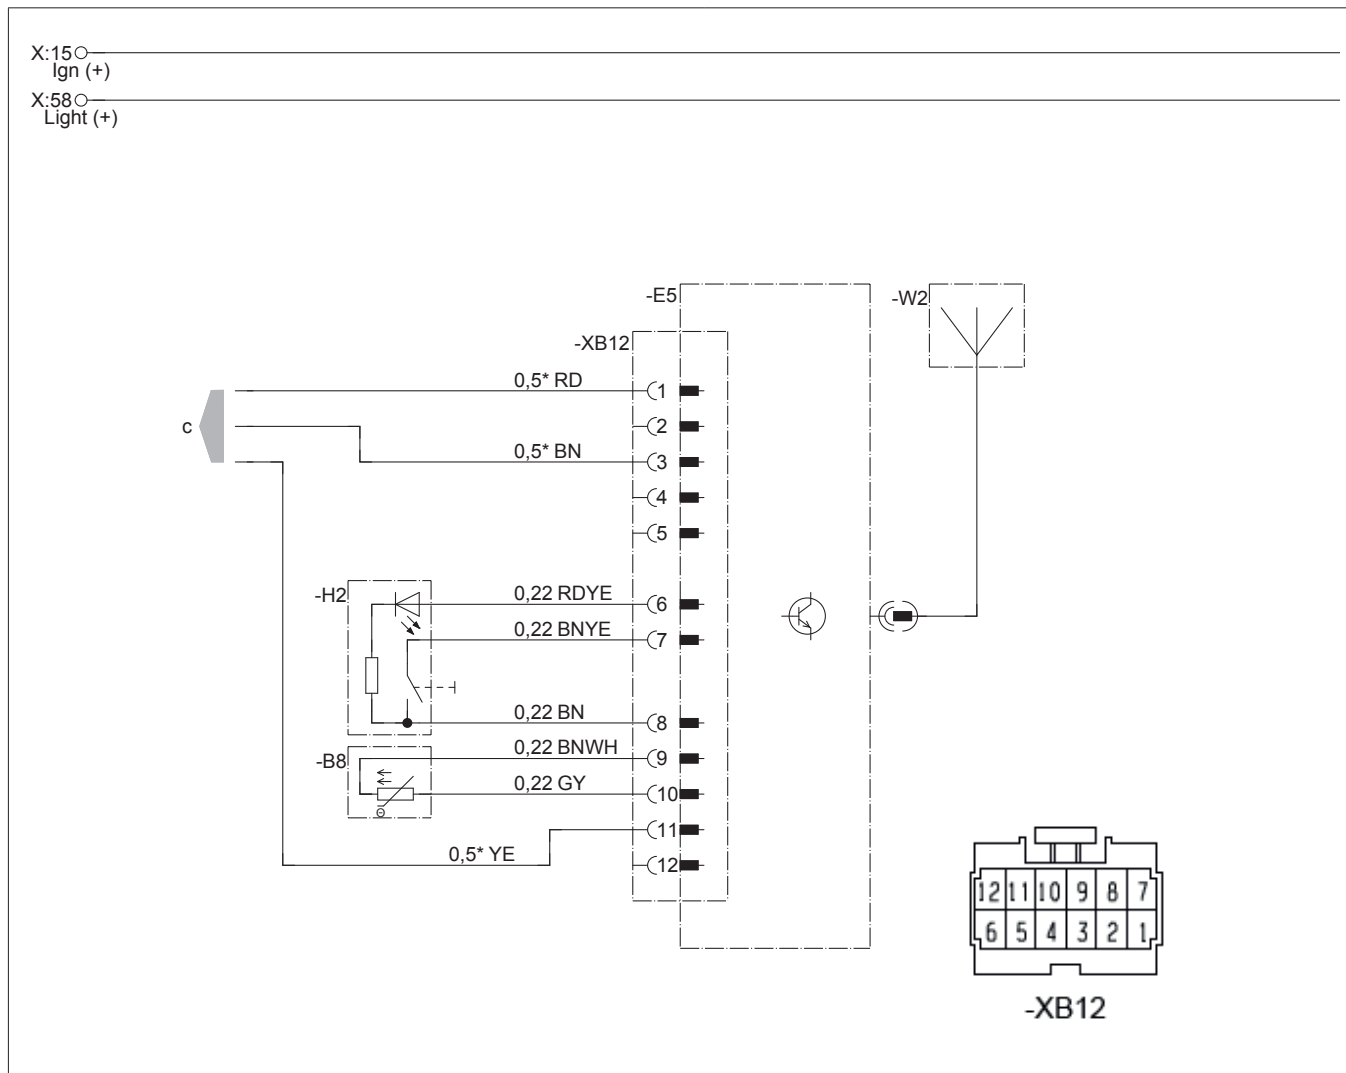 X:15
Ign (+)
X:58
Light (+)
-E5
-W2
-XB12
0,5* RD
1
c
2
0,5* BN
3
4
5
-H2
0,22 RDYE
6
0,22 BNYE
7
0,22 BN
8
0,22 BNWH
9
-B8
0,22 GY
10
Θ
11
0,5* YE
12
12 11 10 9 8 7
6 5 4 3 2 1
-XB12